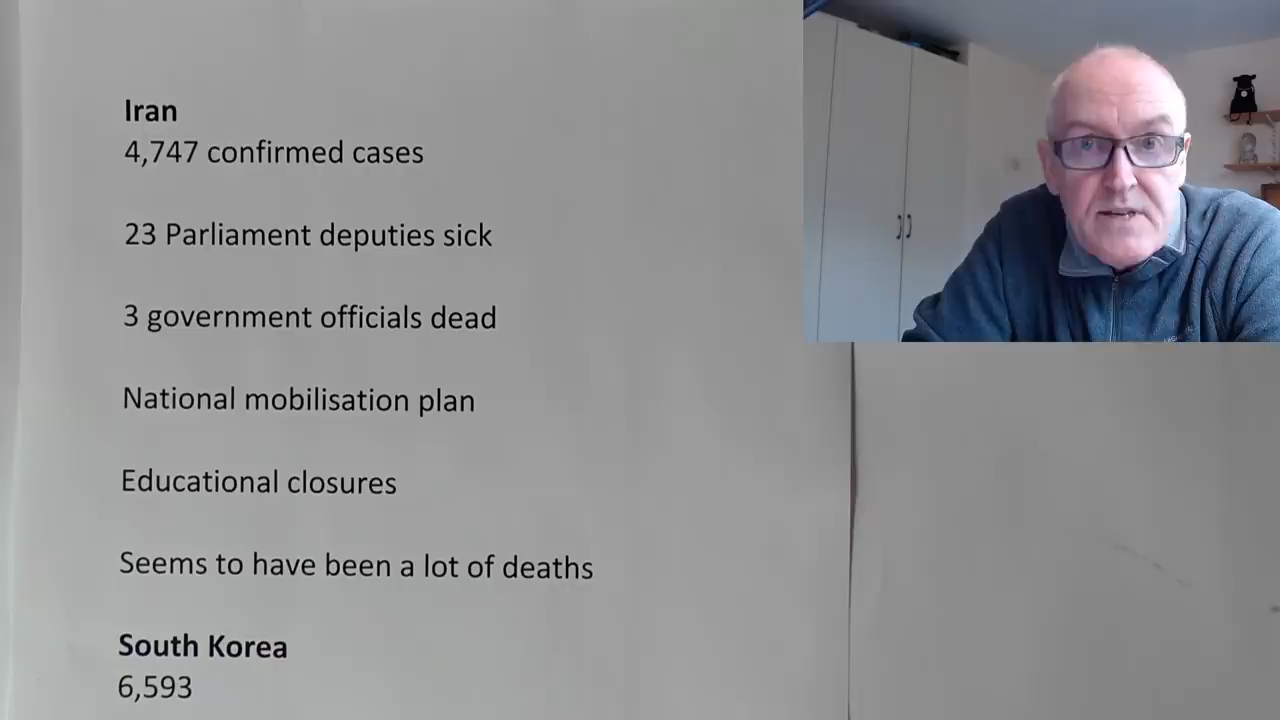 Iran
4,747 confirmed cases
23 Parliament deputies sick
3 government officials dead
National mobilisation plan
Educational closures
Seems to have been a lot of deaths
South Korea
6,593